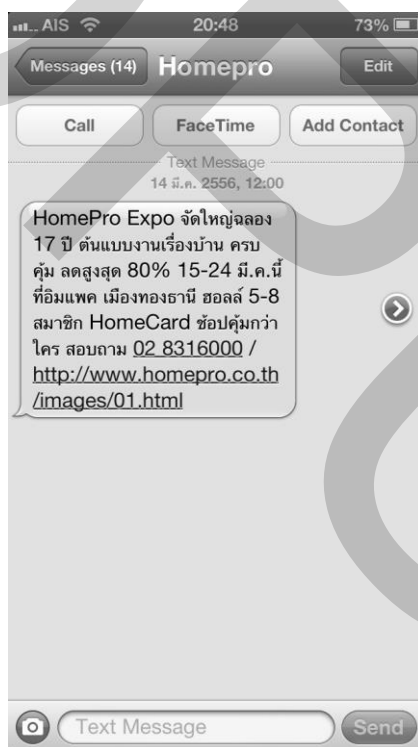 AIS 20:48 73%
Messages (14) Homepro Edit
Call FaceTime Add Contact
Text Message
14 มี.ค. 2556, 12:00
HomePro Expo จัดใหญ่ฉลอง
17 ปี ต้นแบบงานเรื่องบ้าน ครบ
คุ้ม ลดสูงสุด 80% 15-24 มี.ค.นี้
ที่อิมแพค เมืองทองธานี ฮอลล์ 5-8
สมาชิก HomeCard ช้อปคุ้มกว่า
ใคร สอบถาม 02 8316000 /
http://www.homepro.co.th
/images/01.html
Text Message Send